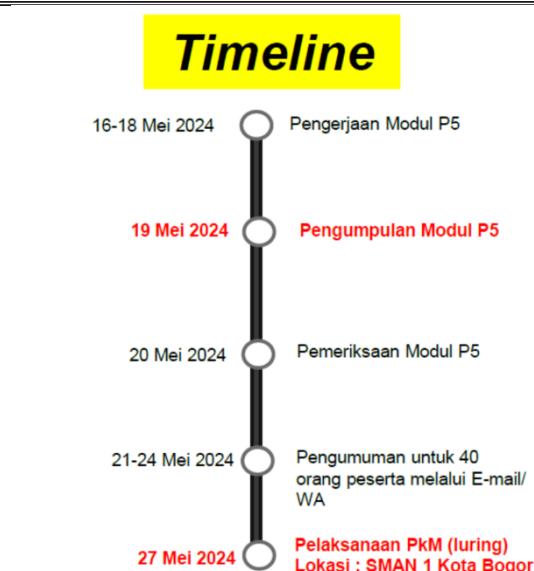 Timeline
16-18 Mei 2024 Pengerjaan Modul P5
19 Mei 2024 Pengumpulan Modul P5
20 Mei 2024 Pemeriksaan Modul P5
21-24 Mei 2024 Pengumuman untuk 40
orang peserta melalui E-mail/
WA
27 Mei 2024 Pelaksanaan PkM (luring)
Lokasi : SMAN 1 Kota Bogor